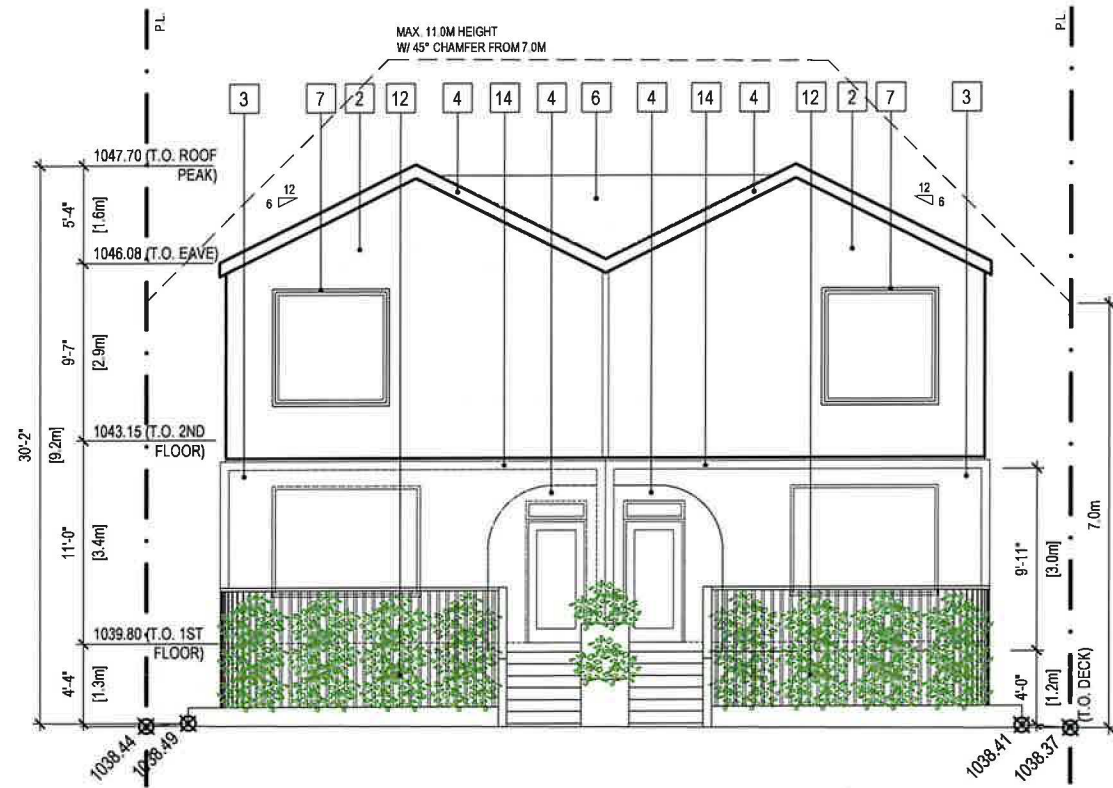 P.L.
P.L.
MAX. 11.0M HEIGHT
W/ 45° CHAMFER FROM 7.0M
3 7 2 12 4 14 4 6 4 14 4 12 2 7 3
1047.70 (T.O. ROOF
PEAK)
12
6
12
6
5'-4"
[1.6m]
1046.08 (T.O. EAVE)
9'-7"
[2.9m]
1043.15 (T.O. 2ND
FLOOR)
30'-2"
[9.2m]
11'-0"
[3.4m]
1039.80 (T.O. 1ST
FLOOR)
4'-4"
[1.3m]
7.0m
9'-11"
[3.0m]
4'-0"
[1.2m]
(T.O. DECK)
1038.44
1038.49
1038.41
1038.37